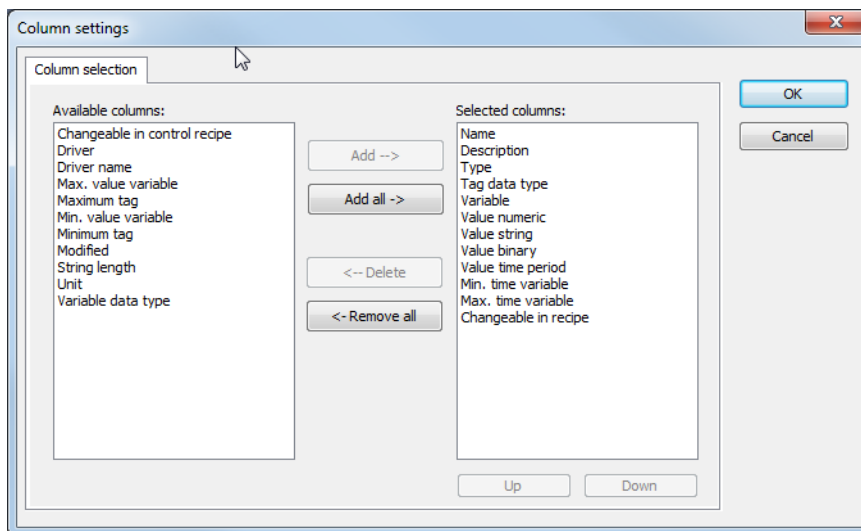 Column settings
Column selection
Available columns:
Changeable in control recipe
Driver
Driver name
Max. value variable
Maximum tag
Min. value variable
Minimum tag
Modified
String length
Unit
Variable data type
Add -->
Add all ->
<-- Delete
<- Remove all
Selected columns:
Name
Description
Type
Tag data type
Variable
Value numeric
Value string
Value binary
Value time period
Min. time variable
Max. time variable
Changeable in recipe
Up
Down
OK
Cancel